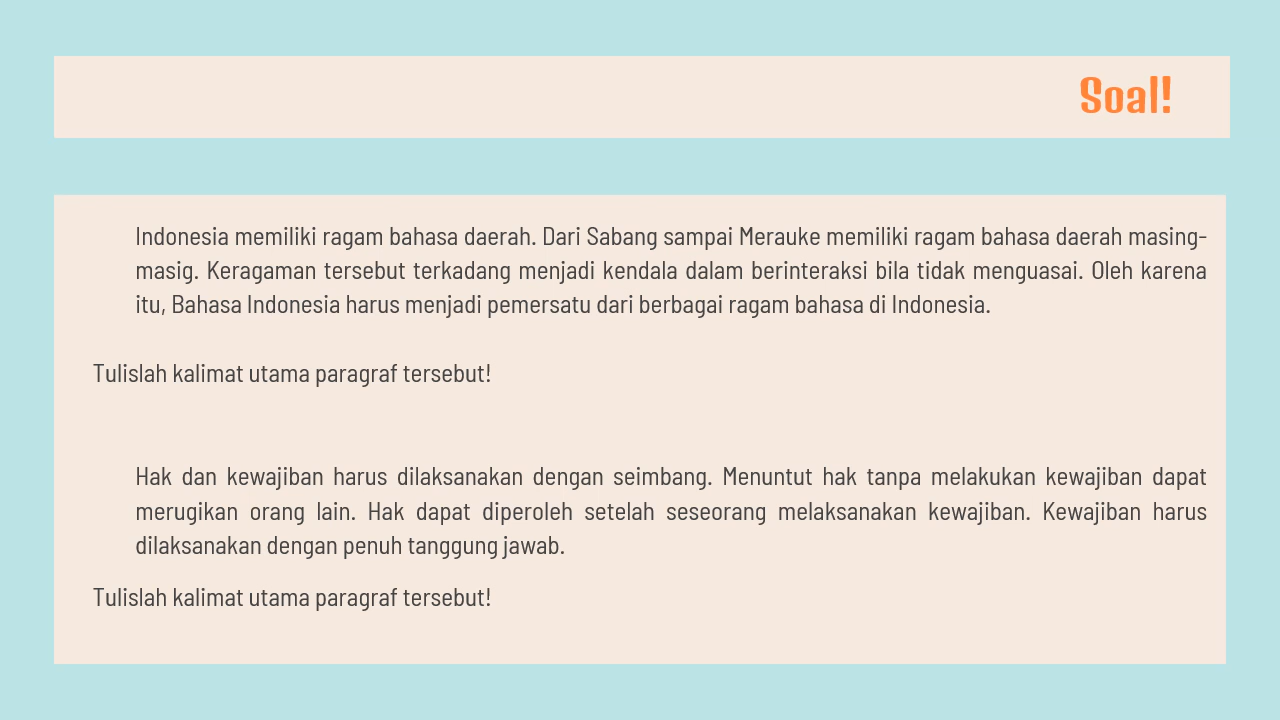 Soal!
Indonesia memiliki ragam bahasa daerah. Dari Sabang sampai Merauke memiliki ragam bahasa daerah masing-
masig. Keragaman tersebut terkadang menjadi kendala dalam berinteraksi bila tidak menguasai. Oleh karena
itu, Bahasa Indonesia harus menjadi pemersatu dari berbagai ragam bahasa di Indonesia.
Tulislah kalimat utama paragraf tersebut!
Hak dan kewajiban harus dilaksanakan dengan seimbang. Menuntut hak tanpa melakukan kewajiban dapat
merugikan orang lain. Hak dapat diperoleh setelah seseorang melaksanakan kewajiban. Kewajiban harus
dilaksanakan dengan penuh tanggung jawab.
Tulislah kalimat utama paragraf tersebut!